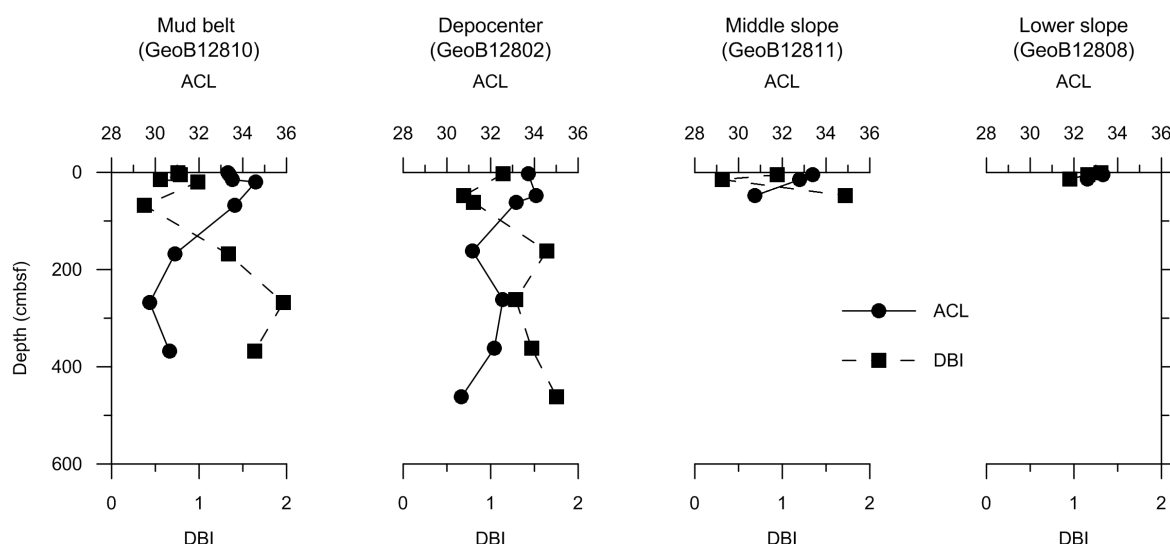 Mud belt
(GeoB12810)
Depocenter
(GeoB12802)
Middle slope
(GeoB12811)
Lower slope
(GeoB12808)
ACL
ACL
ACL
ACL
28 30 32 34 36
28 30 32 34 36
28 30 32 34 36
28 30 32 34 36
0
200
400
600
Depth (cmbsf)
ACL
DBI
0 1 2
0 1 2
0 1 2
0 1 2
DBI
DBI
DBI
DBI